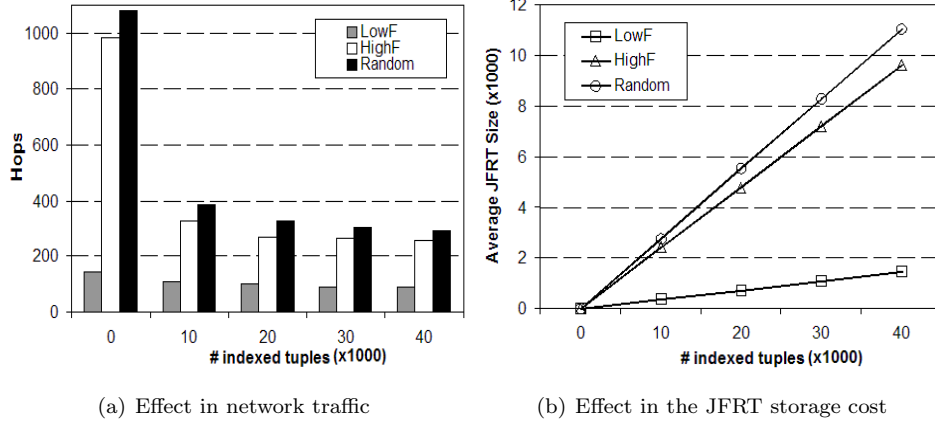 1000
800
600
400
200
0
Hops
LowF
HighF
Random
0 10 20 30 40
# indexed tuples (x1000)
(a) Effect in network traffic
12
10
8
6
4
2
0
Average JFRT Size (x1000)
LowF
HighF
Random
0 10 20 30 40
# indexed tuples (x1000)
(b) Effect in the JFRT storage cost